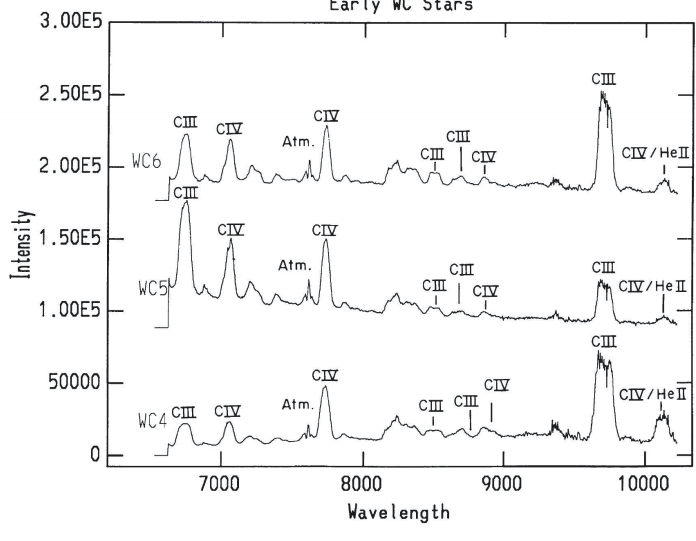 Early WC Stars
3.00E5
2.50E5
2.00E5
1.50E5
1.00E5
50000
0
Intensity
WC6
CIII
CIV
Atm.
CIV
CIII
CIII
CIV
CIII
CIV/HeII
WC5
CIII
CIV
Atm.
CIV
CIII
CIII
CIV
CIII
CIV/HeII
WC4
CIII
CIV
Atm.
CIV
CIII
CIII
CIV
CIII
CIV/HeII
7000
8000
9000
10000
Wavelength